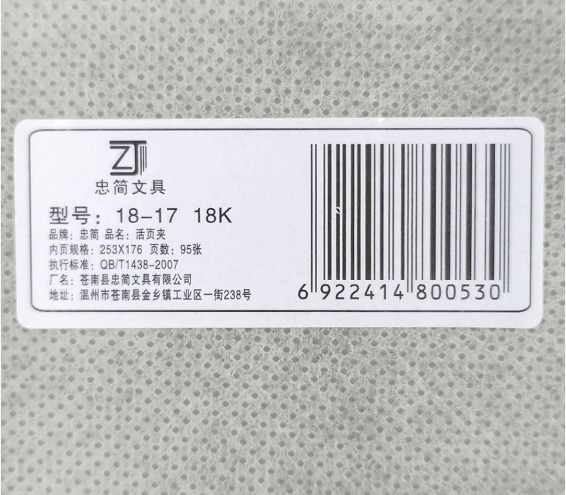 ZJ
忠简文具
型号：18-17 18K
品牌：忠简 品名：活页夹
内页规格：253X176 页数：95张
执行标准：QB/T1438-2007
厂名：苍南县忠简文具有限公司
地址：温州市苍南县金乡镇工业区一街238号
6 922414 800530